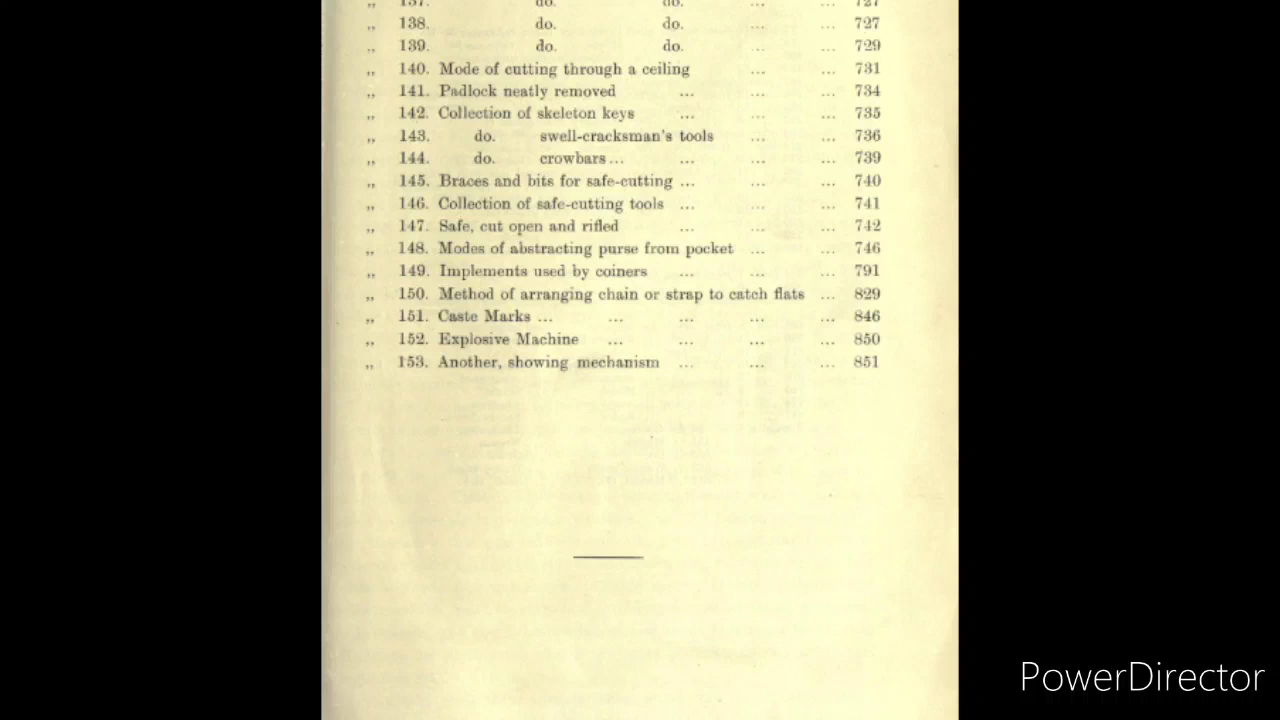 „ 137. do. do. ... ... 727
„ 138. do. do. ... ... 727
„ 139. do. do. ... ... 729
„ 140. Mode of cutting through a ceiling ... ... 731
„ 141. Padlock neatly removed ... ... ... 734
„ 142. Collection of skeleton keys ... ... ... 735
„ 143. do. swell-cracksman's tools ... ... 736
„ 144. do. crowbars ... ... ... ... 739
„ 145. Braces and bits for safe-cutting ... ... ... 740
„ 146. Collection of safe-cutting tools ... ... ... 741
„ 147. Safe, cut open and rifled ... ... ... 742
„ 148. Modes of abstracting purse from pocket ... ... 746
„ 149. Implements used by coiners ... ... ... 791
„ 150. Method of arranging chain or strap to catch flats ... 829
„ 151. Caste Marks ... ... ... ... ... 846
„ 152. Explosive Machine ... ... ... ... 850
„ 153. Another, showing mechanism ... ... ... 851
PowerDirector